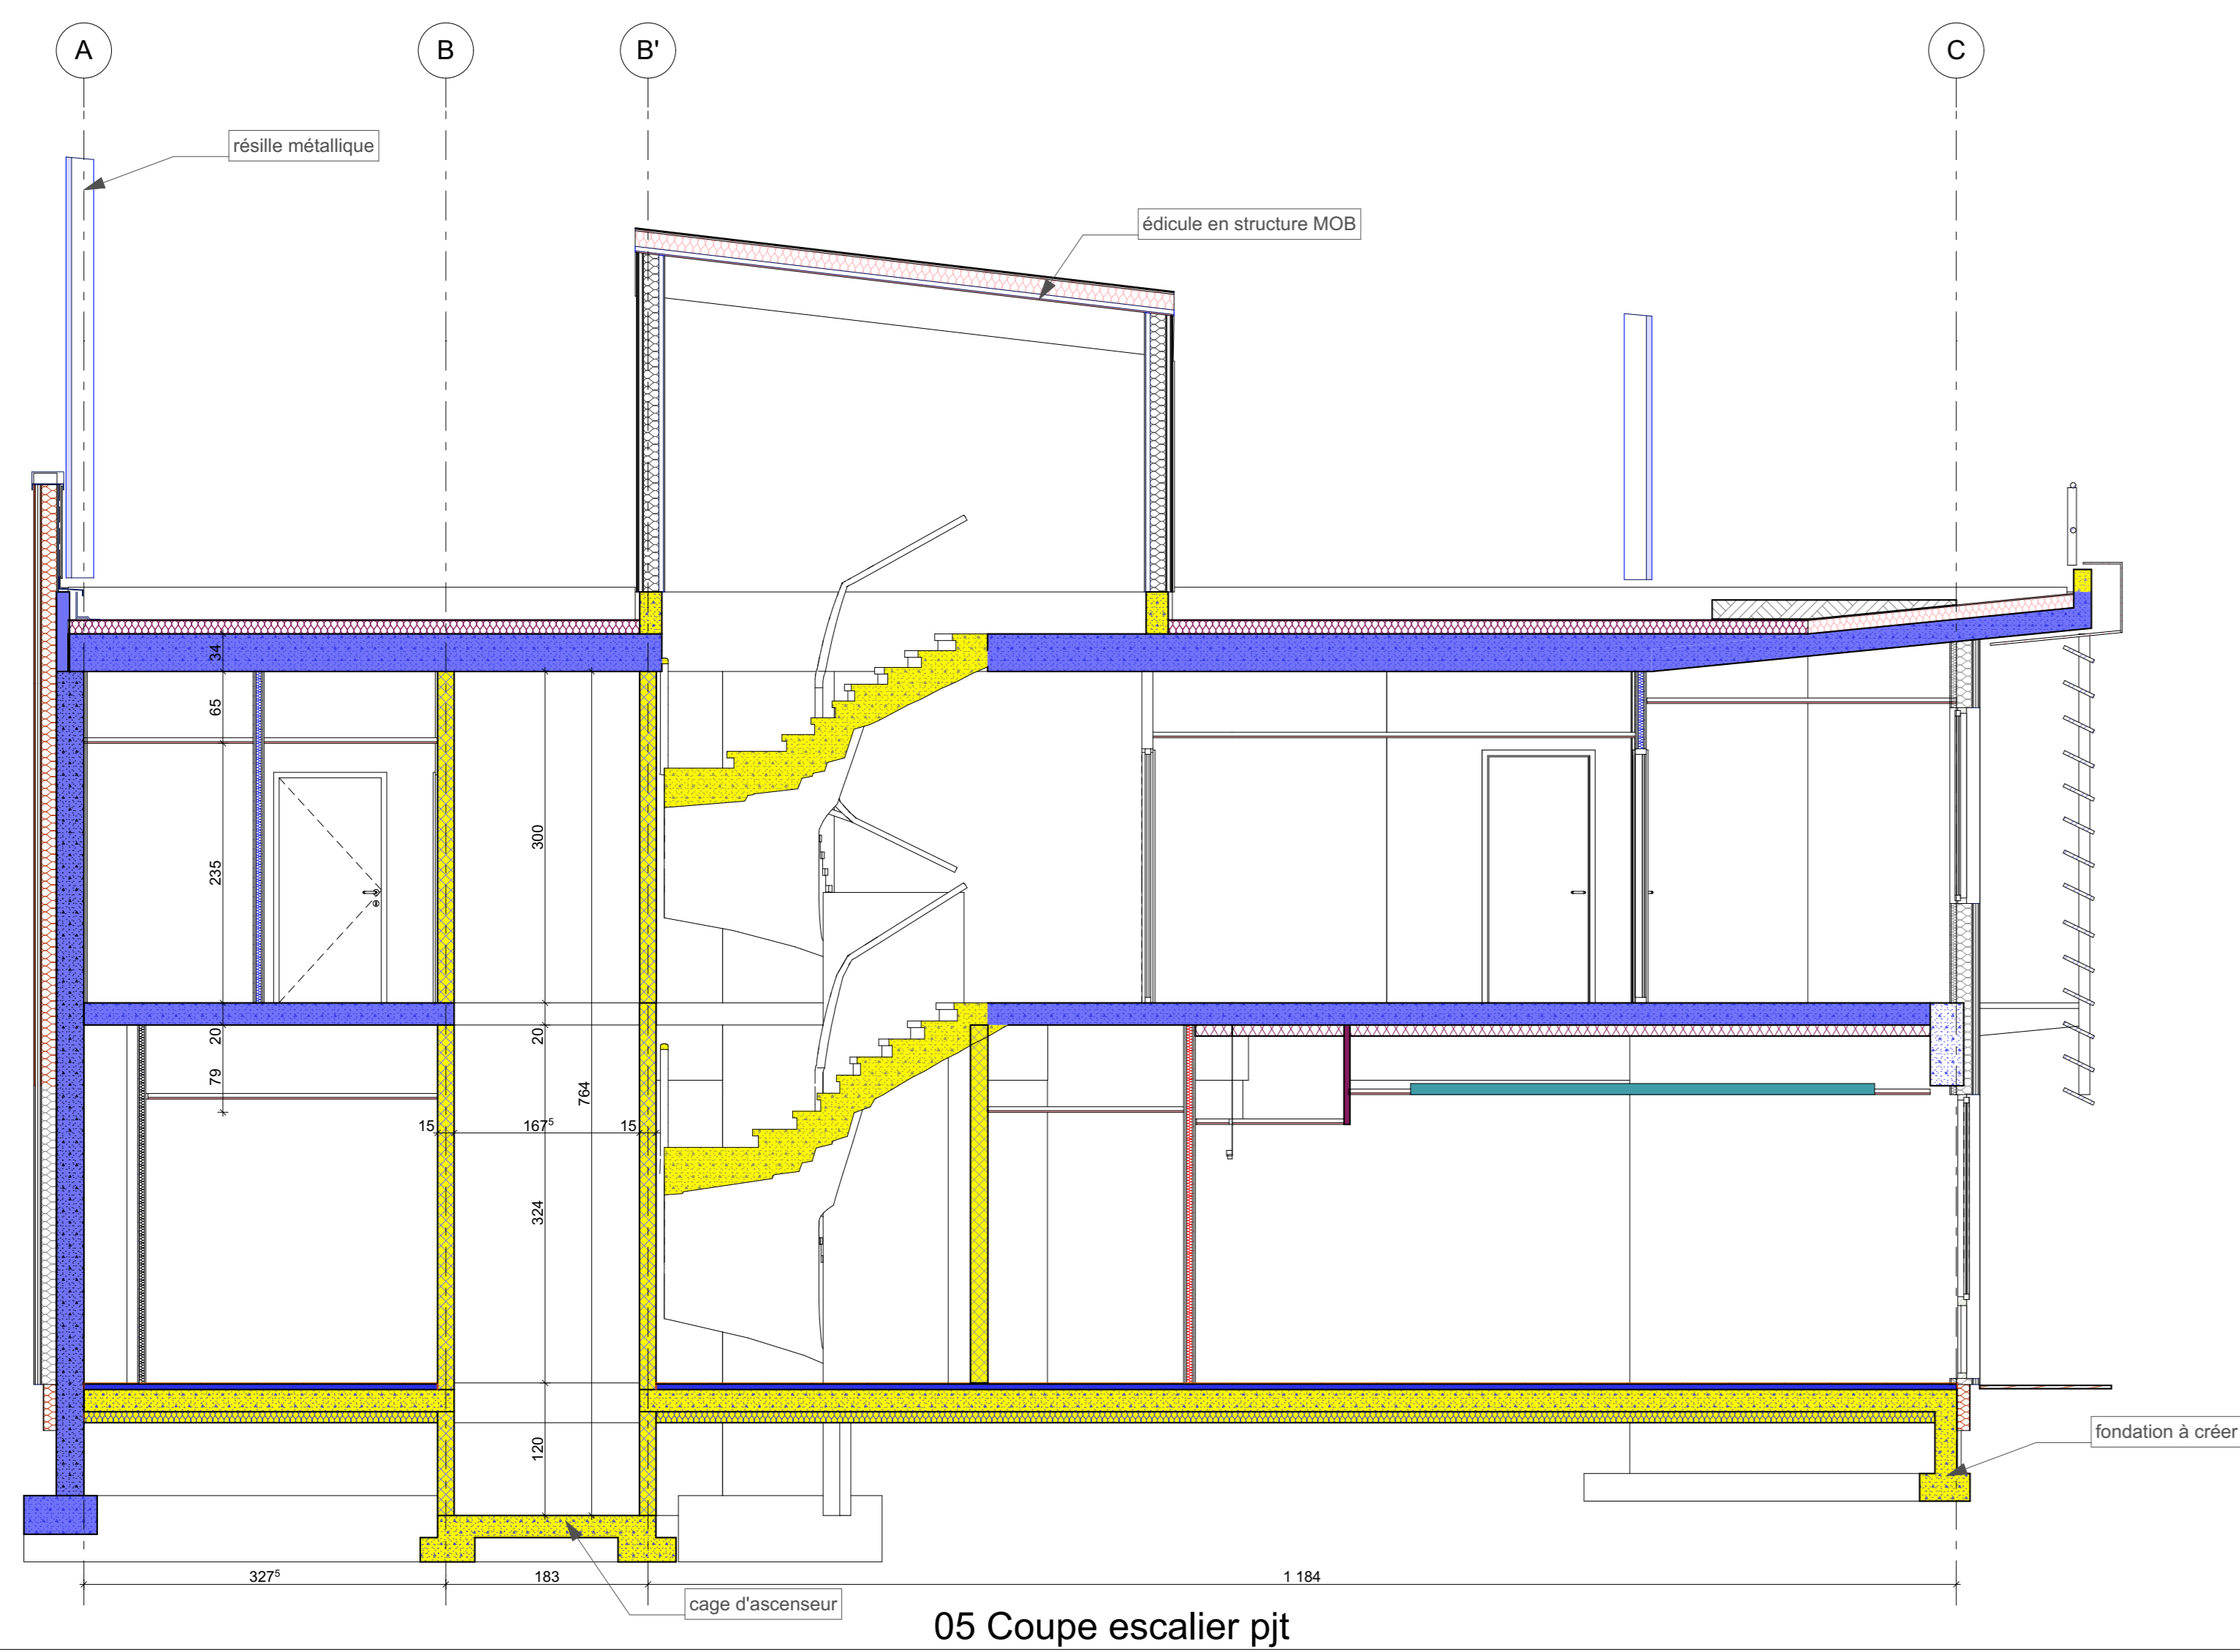 A
B
B'
C
résille métallique
édicule en structure MOB
34
65
235
300
20
20
79
764
15
167⁵
15
324
120
fondation à créer
327⁵
183
1 184
cage d'ascenseur
05 Coupe escalier pjt